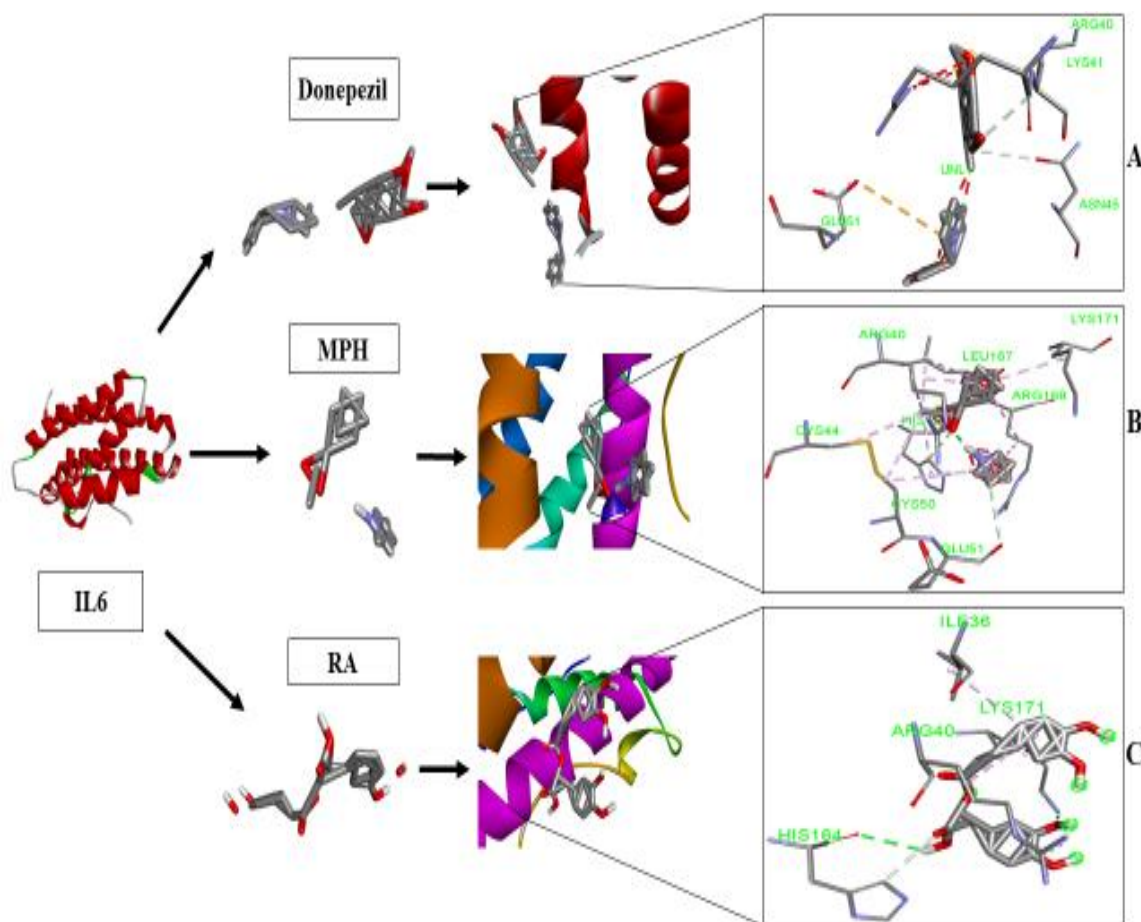 Donepezil
ARG40
LYS41
UNL
ASN45
GLU51
A
MPH
ARG40
LYS171
LEU167
ARG168
CYS44
CYS50
GLU51
B
IL6
RA
ILE36
LYS171
ARG40
HIS164
C